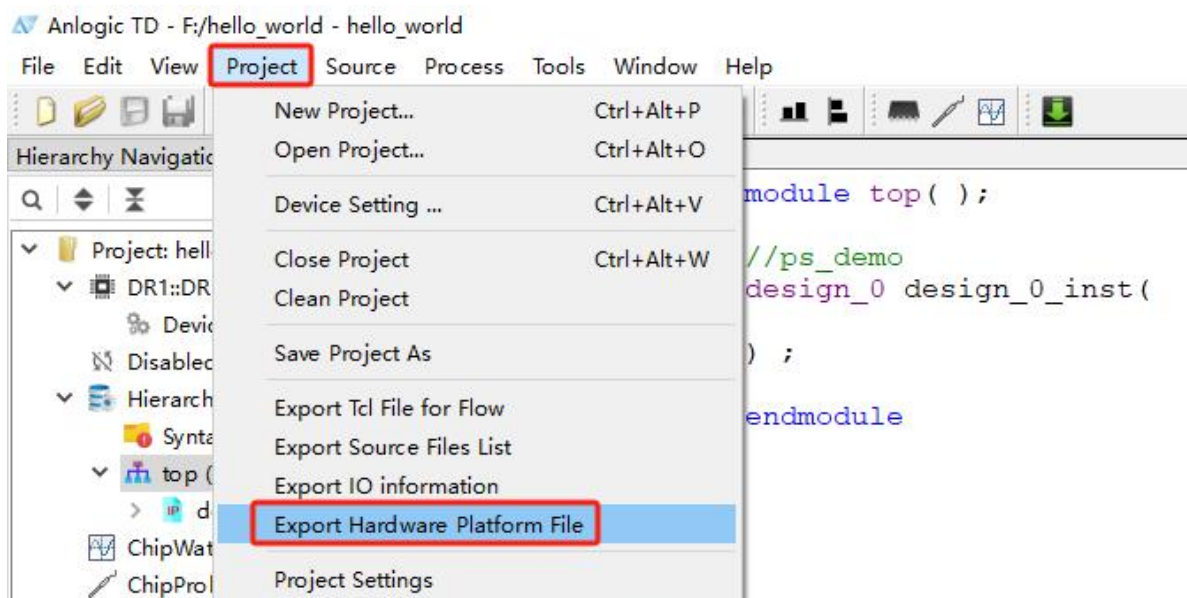 Anlogic TD - F:/hello_world - hello_world
File Edit View Project Source Process Tools Window Help
Hierarchy Navigatic
New Project... Ctrl+Alt+P
Open Project... Ctrl+Alt+O
Device Setting ... Ctrl+Alt+V
Close Project Ctrl+Alt+W
Clean Project
Save Project As
Export Tcl File for Flow
Export Source Files List
Export IO information
Export Hardware Platform File
Project Settings
Project: hell
DR1::DR
Devic
Disabled
Hierarch
Synta
top (
IP d
ChipWat
ChipProl
module top( );
//ps_demo
design_0 design_0_inst(
) ;
endmodule